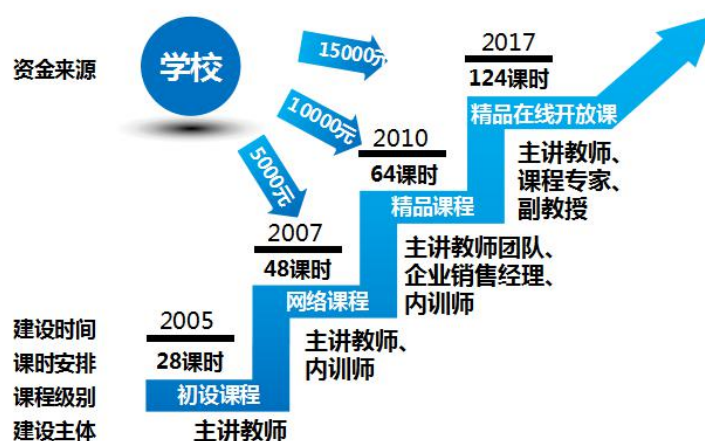 资金来源
学校
15000元
10000元
5000元
2017
124课时
精品在线开放课
主讲教师、
课程专家、
副教授
2010
64课时
精品课程
主讲教师团队、
企业销售经理、
内训师
2007
48课时
网络课程
主讲教师、
内训师
建设时间
2005
课时安排
28课时
课程级别
初设课程
建设主体
主讲教师